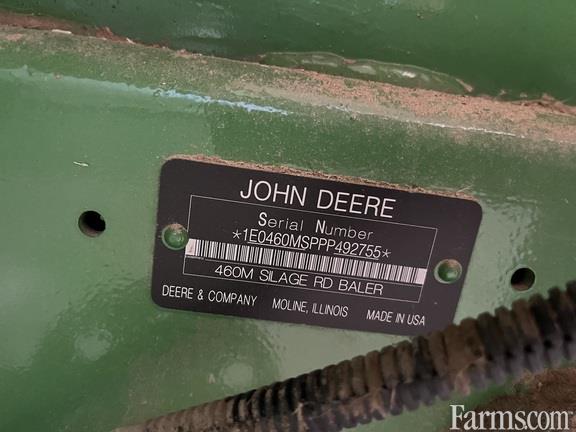 JOHN DEERE
Serial Number
*1E0460MSPPP492755*
460M SILAGE RD BALER
DEERE & COMPANY MOLINE, ILLINOIS MADE IN USA
Farms.com